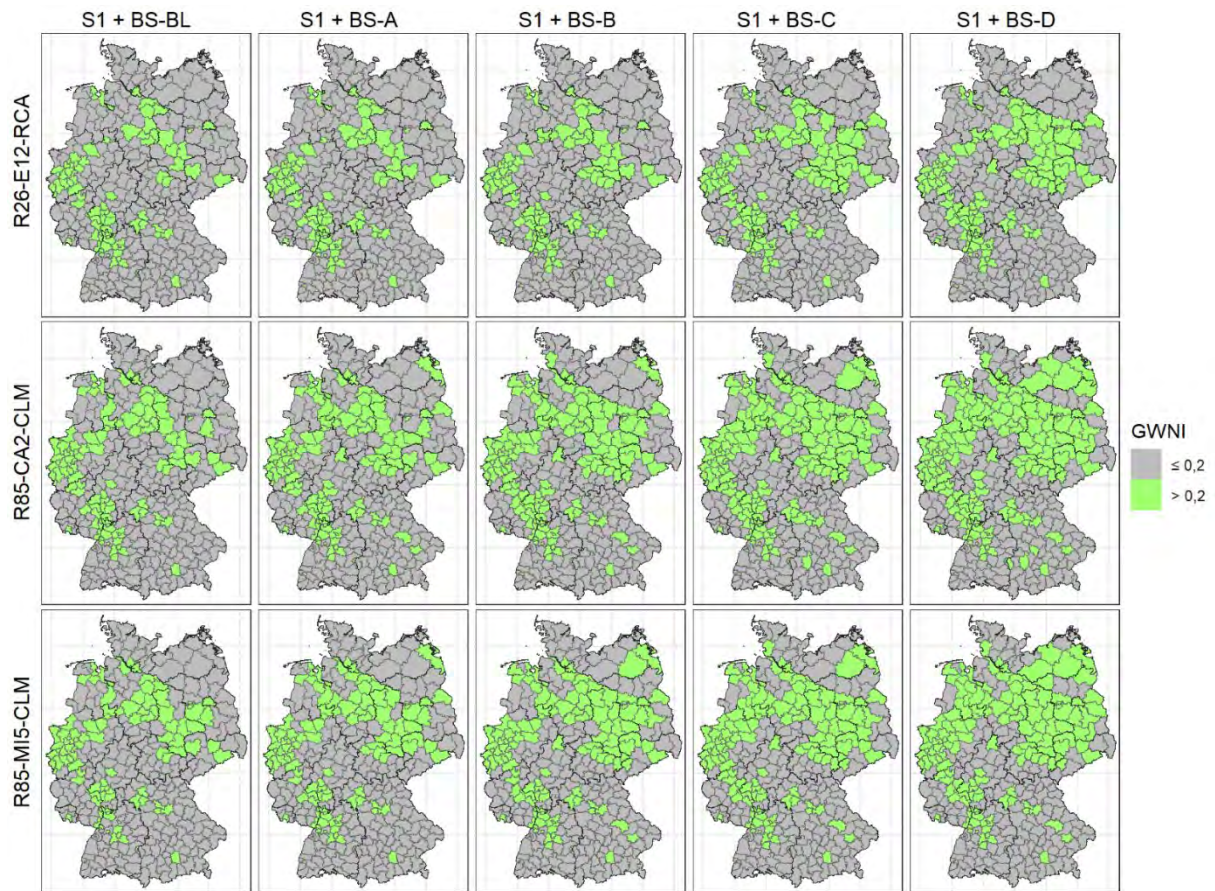 S1 + BS-BL S1 + BS-A S1 + BS-B S1 + BS-C S1 + BS-D
R26-E12-RCA
R85-CA2-CLM
R85-MI5-CLM
GWNI
≤ 0,2
> 0,2